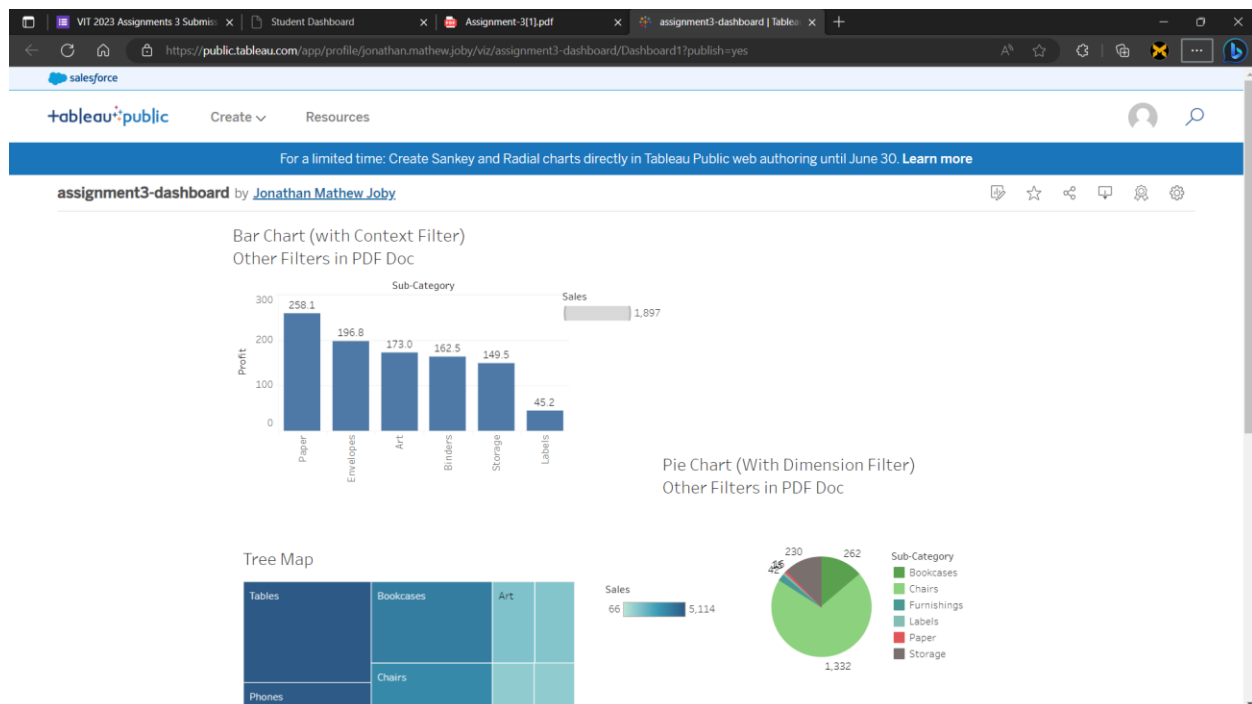 VIT 2023 Assignments 3 Submiss
Student Dashboard
Assignment-3[1].pdf
assignment3-dashboard | Tablea
https://public.tableau.com/app/profile/jonathan.mathew.joby/viz/assignment3-dashboard/Dashboard1?publish=yes
salesforce
+ableau public
Create
Resources
For a limited time: Create Sankey and Radial charts directly in Tableau Public web authoring until June 30. Learn more
assignment3-dashboard by Jonathan Mathew Joby
Bar Chart (with Context Filter)
Other Filters in PDF Doc
Sub-Category
Profit
300
200
100
0
258.1
196.8
173.0
162.5
149.5
45.2
Paper
Envelopes
Art
Binders
Storage
Labels
Sales
1,897
Pie Chart (With Dimension Filter)
Other Filters in PDF Doc
230
262
42
1,332
Sub-Category
Bookcases
Chairs
Furnishings
Labels
Paper
Storage
Tree Map
Tables
Bookcases
Art
Phones
Chairs
Sales
66
5,114